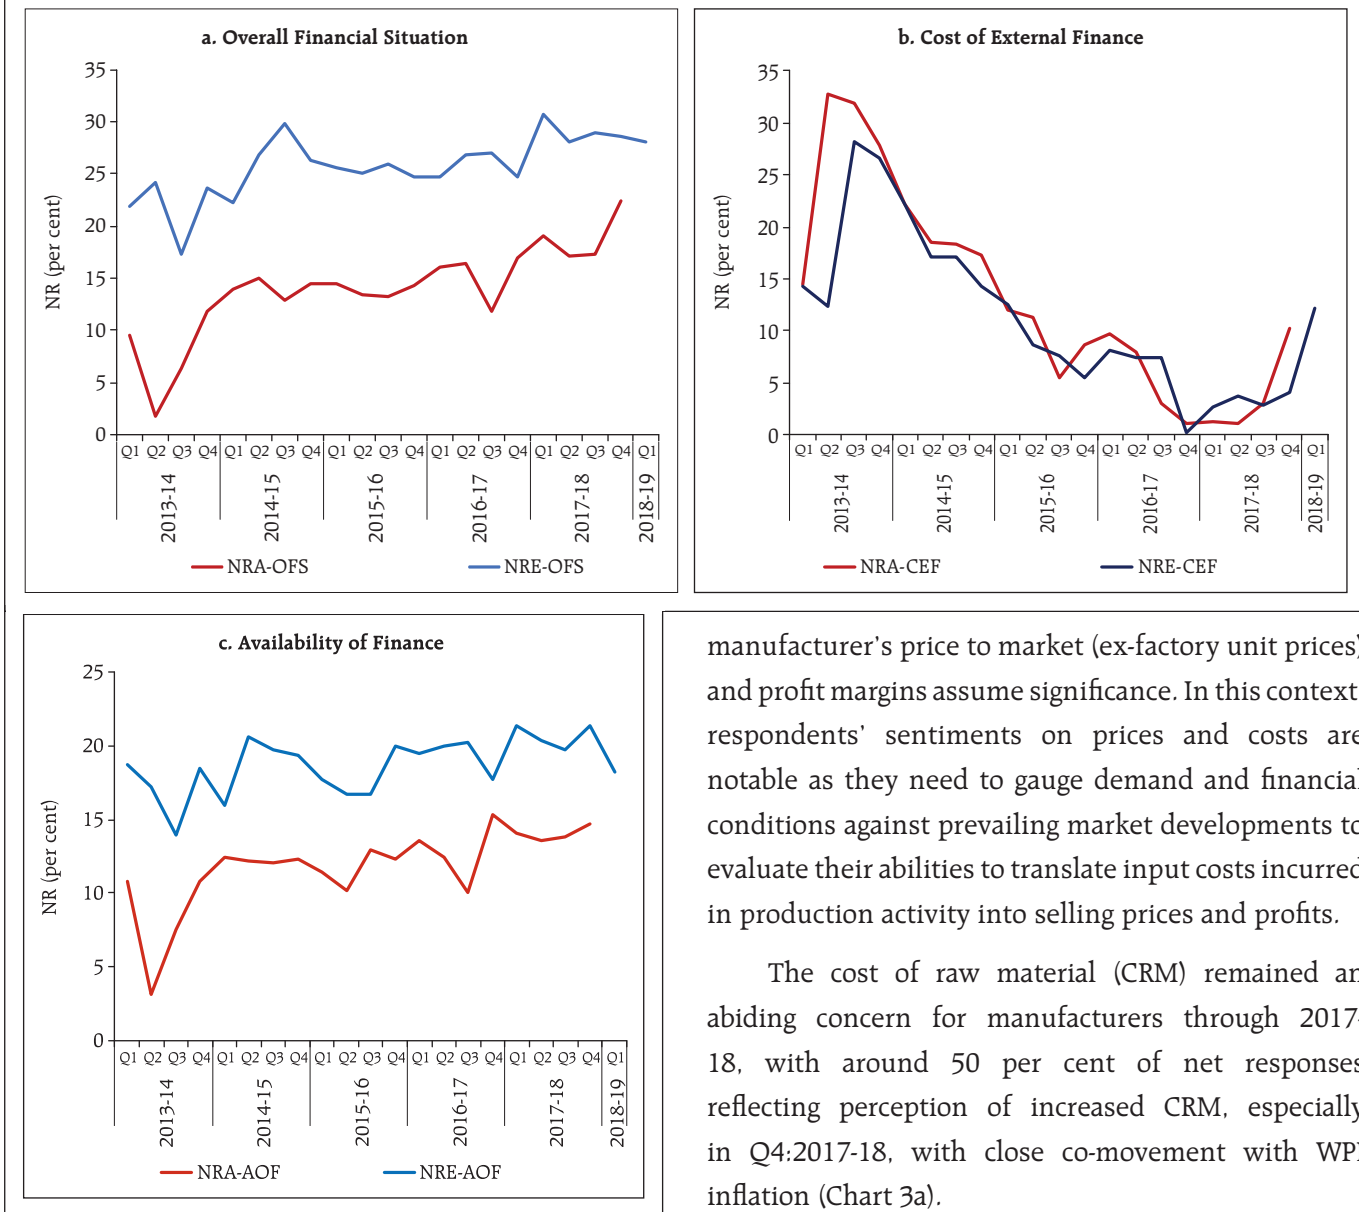 a. Overall Financial Situation
NR (per cent)
35
30
25
20
15
10
5
0
Q1 Q2 Q3 Q4 Q1 Q2 Q3 Q4 Q1 Q2 Q3 Q4 Q1 Q2 Q3 Q4 Q1 Q2 Q3 Q4 Q1
2013-14 2014-15 2015-16 2016-17 2017-18 2018-19
NRA-OFS NRE-OFS
b. Cost of External Finance
NR (per cent)
35
30
25
20
15
10
5
0
Q1 Q2 Q3 Q4 Q1 Q2 Q3 Q4 Q1 Q2 Q3 Q4 Q1 Q2 Q3 Q4 Q1 Q2 Q3 Q4 Q1
2013-14 2014-15 2015-16 2016-17 2017-18 2018-19
NRA-CEF NRE-CEF
c. Availability of Finance
NR (per cent)
25
20
15
10
5
0
Q1 Q2 Q3 Q4 Q1 Q2 Q3 Q4 Q1 Q2 Q3 Q4 Q1 Q2 Q3 Q4 Q1 Q2 Q3 Q4 Q1
2013-14 2014-15 2015-16 2016-17 2017-18 2018-19
NRA-AOF NRE-AOF
manufacturer's price to market (ex-factory unit prices)
and profit margins assume significance. In this context
respondents' sentiments on prices and costs are
notable as they need to gauge demand and financial
conditions against prevailing market developments to
evaluate their abilities to translate input costs incurred
in production activity into selling prices and profits.
The cost of raw material (CRM) remained an
abiding concern for manufacturers through 2017-
18, with around 50 per cent of net responses
reflecting perception of increased CRM, especially
in Q4:2017-18, with close co-movement with WPI
inflation (Chart 3a).